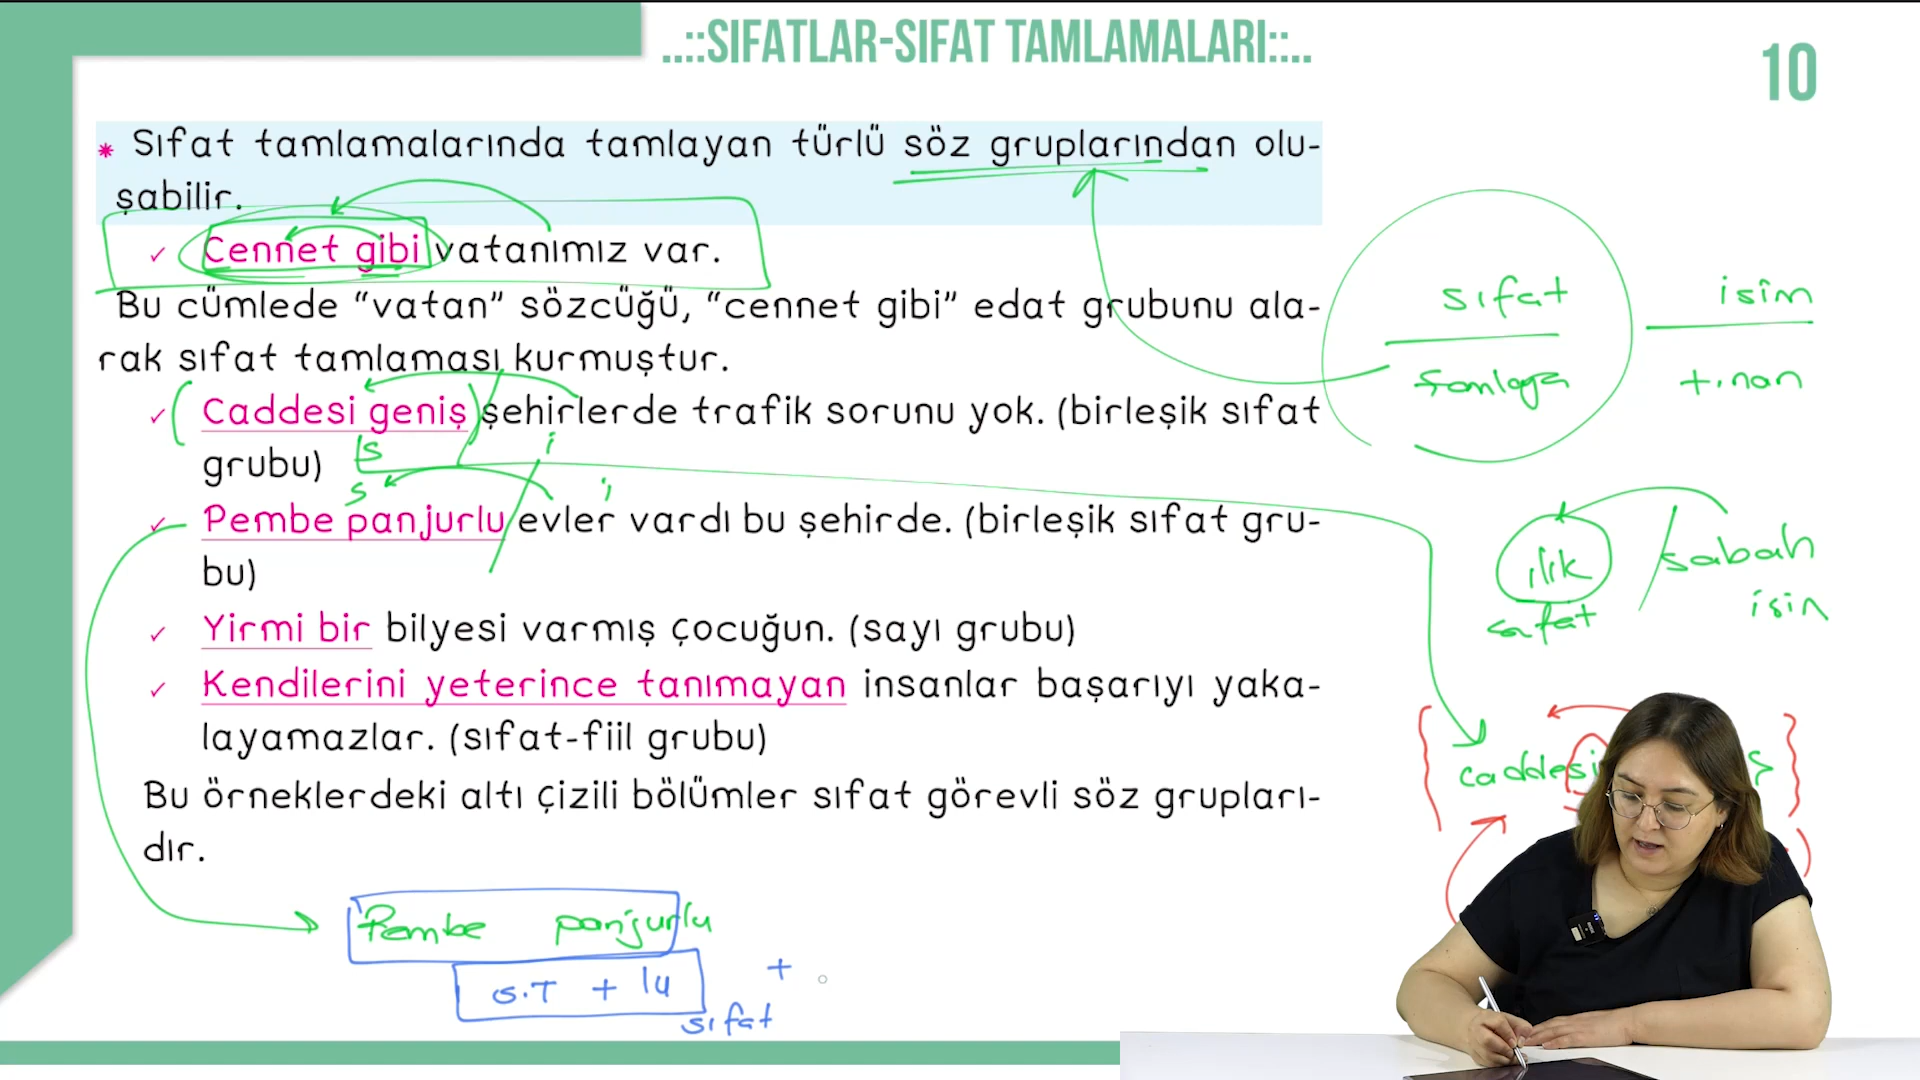 ..::SIFATLAR-SIFAT TAMLAMALARI::..
10
* Sıfat tamlamalarında tamlayan türlü söz gruplarından olu-
şabilir.
✓ Cennet gibi vatanımız var.
Bu cümlede "vatan" sözcüğü, "cennet gibi" edat grubunu ala-
rak sıfat tamlaması kurmuştur.
✓ Caddesi geniş şehirlerde trafik sorunu yok. (birleşik sıfat
grubu)
✓ Pembe panjurlu evler vardı bu şehirde. (birleşik sıfat gru-
bu)
✓ Yirmi bir bilyesi varmış çocuğun. (sayı grubu)
✓ Kendilerini yeterince tanımayan insanlar başarıyı yaka-
layamazlar. (sıfat-fiil grubu)
Bu örneklerdeki altı çizili bölümler sıfat görevli söz grupları-
dır.
sıfat isim
s i
s i
ılık / sabah
sıfat isim
caddesi
Pembe panjurlu
S.T + lu
sıfat +